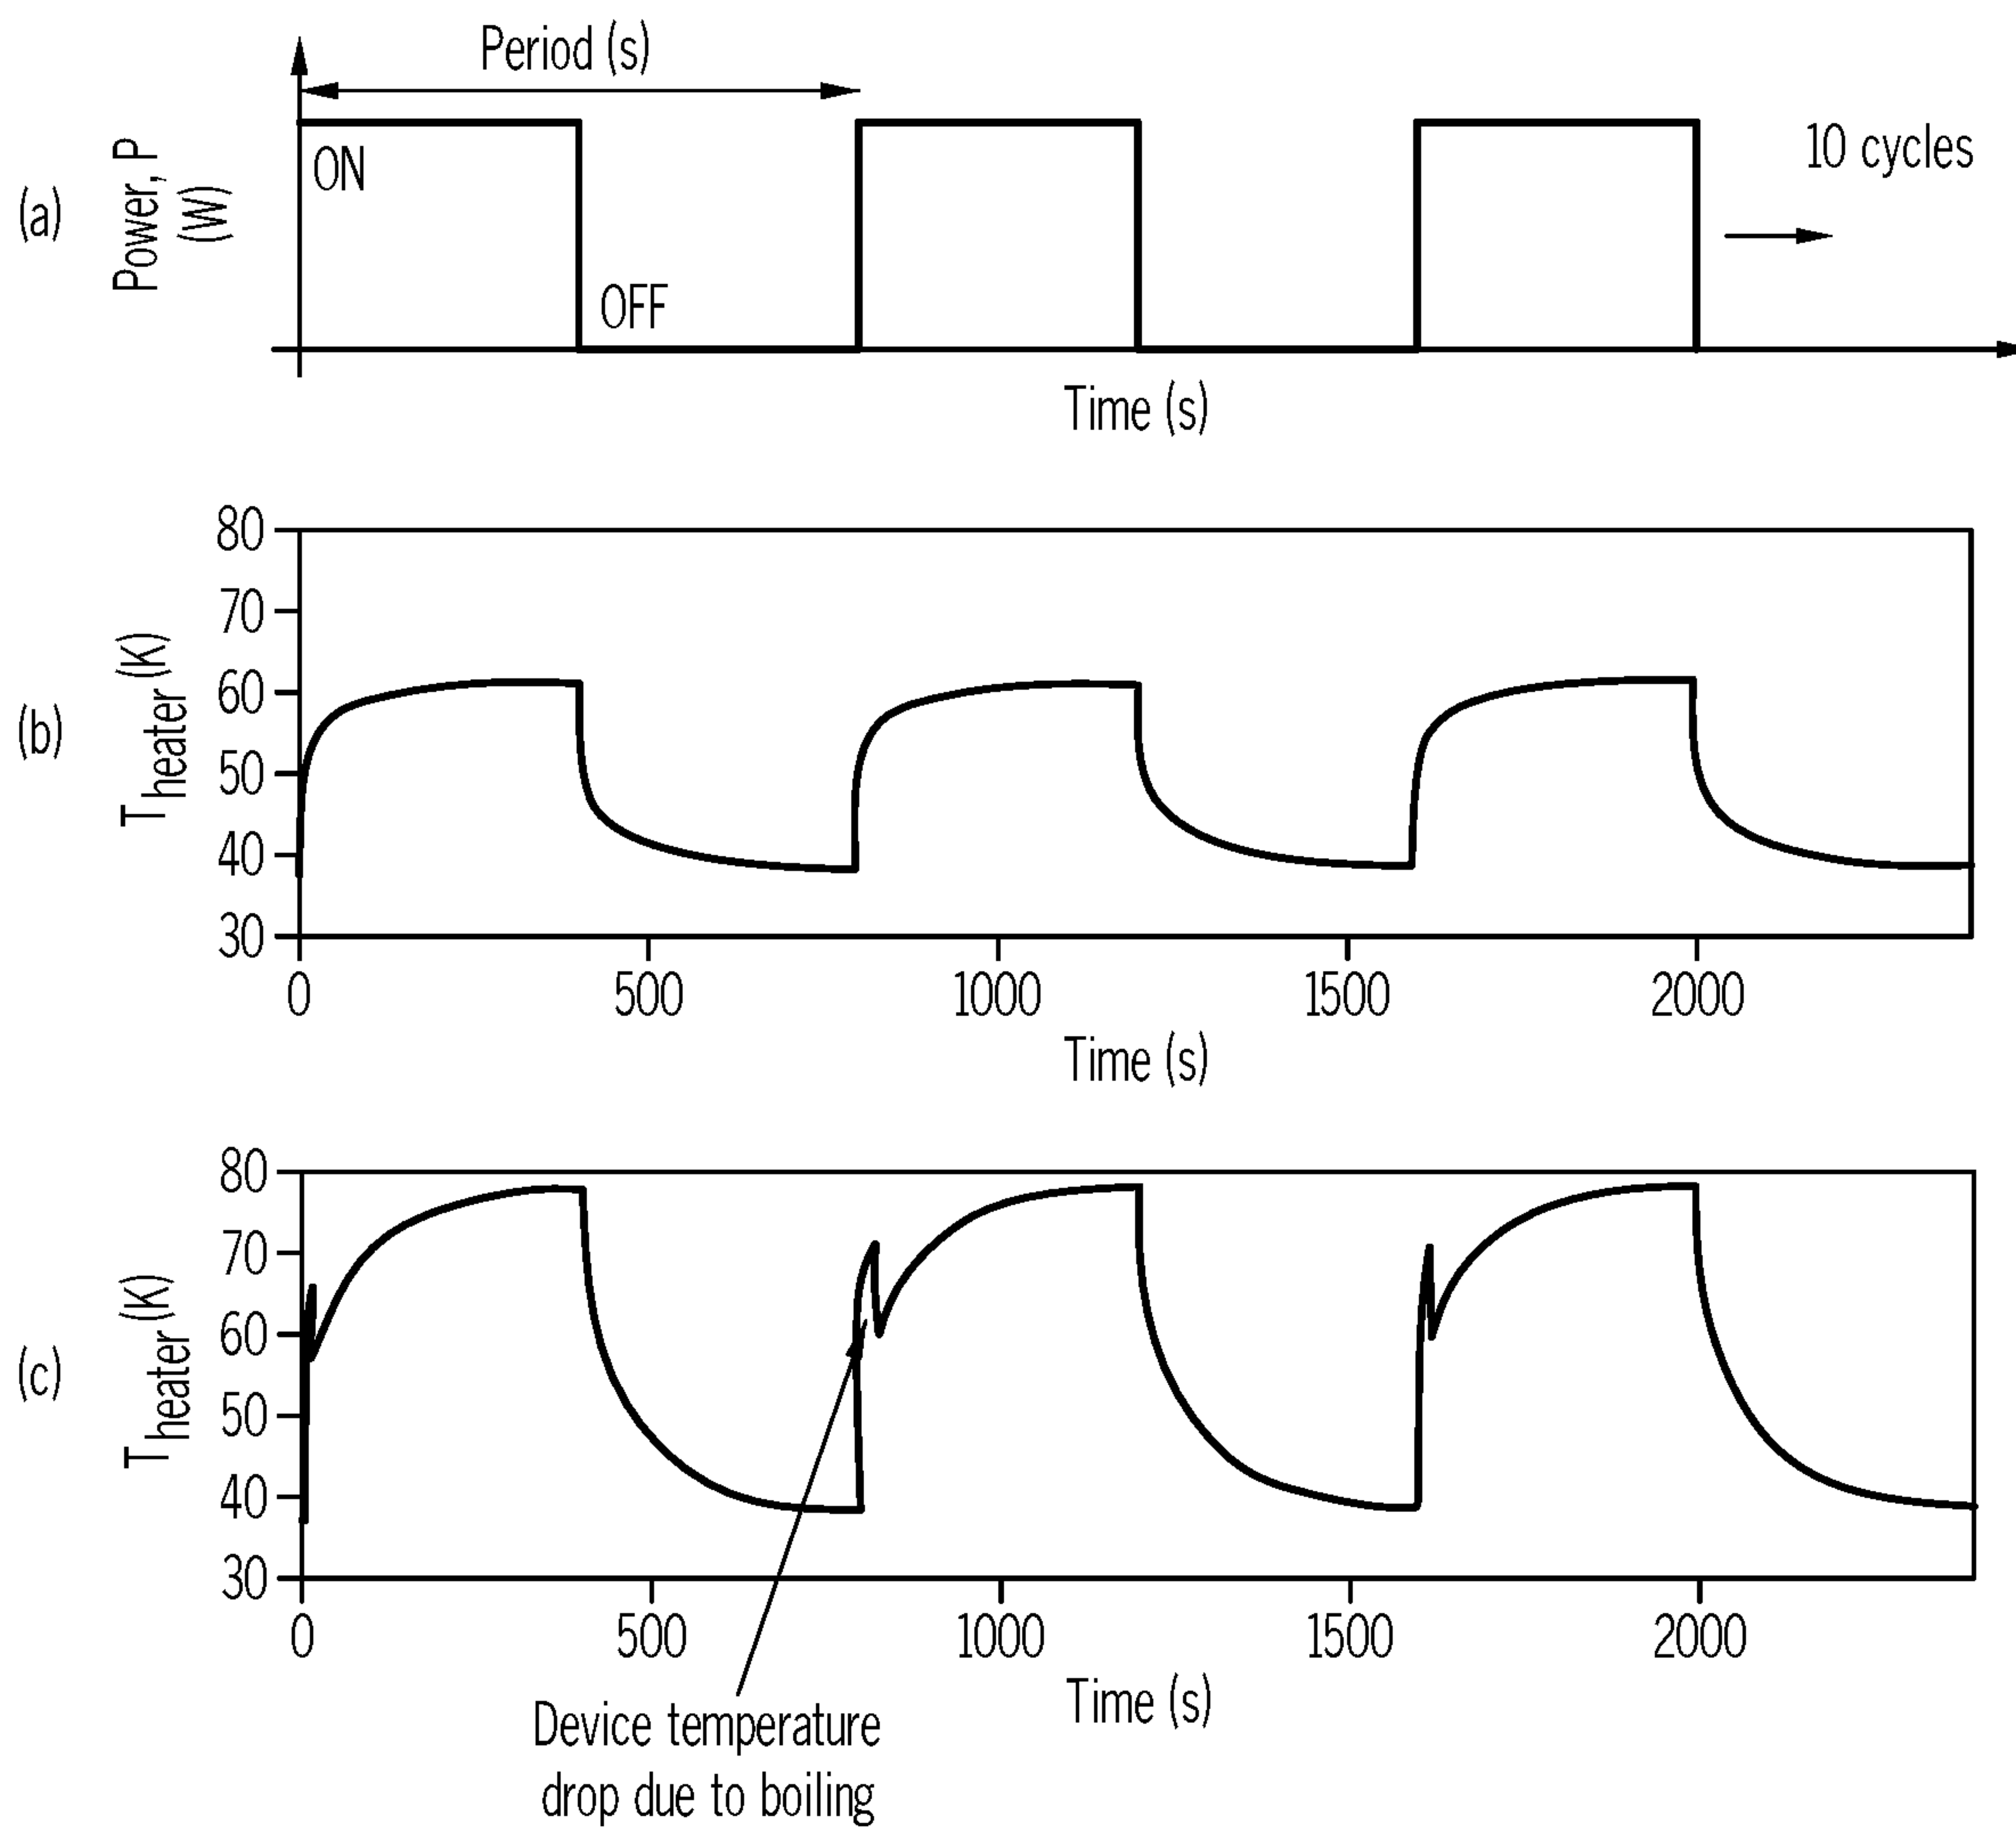 Period (s)
(a)
Power, P
(W)
ON
OFF
10 cycles
Time (s)
(b)
Theater (K)
80
70
60
50
40
30
0 500 1000 1500 2000
Time (s)
(c)
Theater (K)
80
70
60
50
40
30
0 500 1000 1500 2000
Time (s)
Device temperature
drop due to boiling